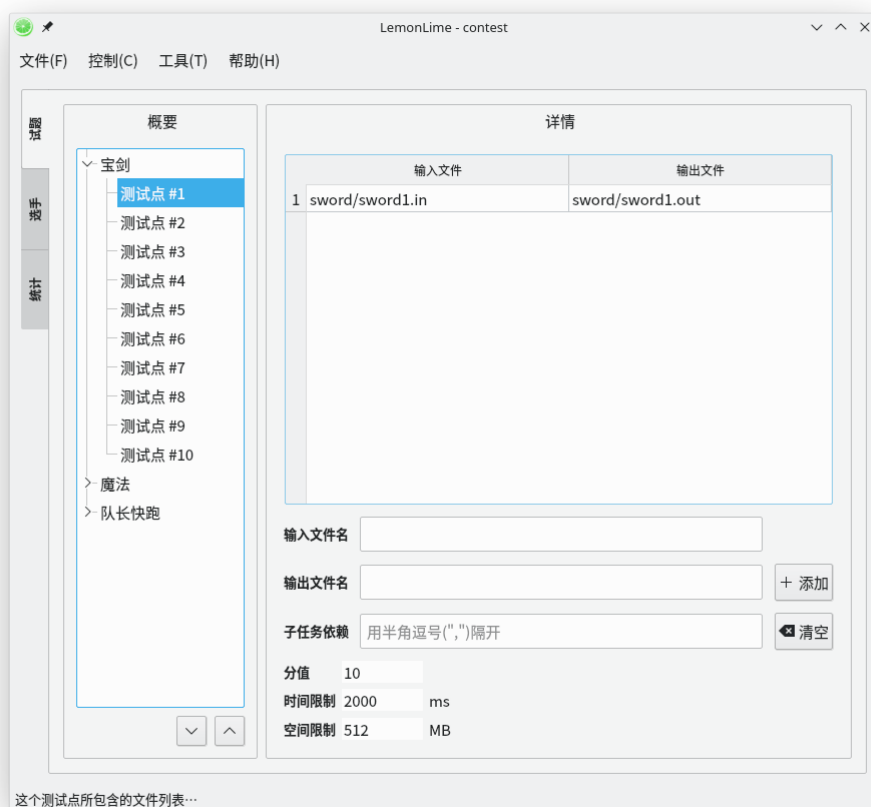 LemonLime - contest
文件(F) 控制(C) 工具(T) 帮助(H)
试题
选手
统计
概要
宝剑
测试点 #1
测试点 #2
测试点 #3
测试点 #4
测试点 #5
测试点 #6
测试点 #7
测试点 #8
测试点 #9
测试点 #10
魔法
队长快跑
详情
输入文件 输出文件
1 sword/sword1.in sword/sword1.out
输入文件名
输出文件名 添加
子任务依赖 用半角逗号(",")隔开 清空
分值 10
时间限制 2000 ms
空间限制 512 MB
这个测试点所包含的文件列表…